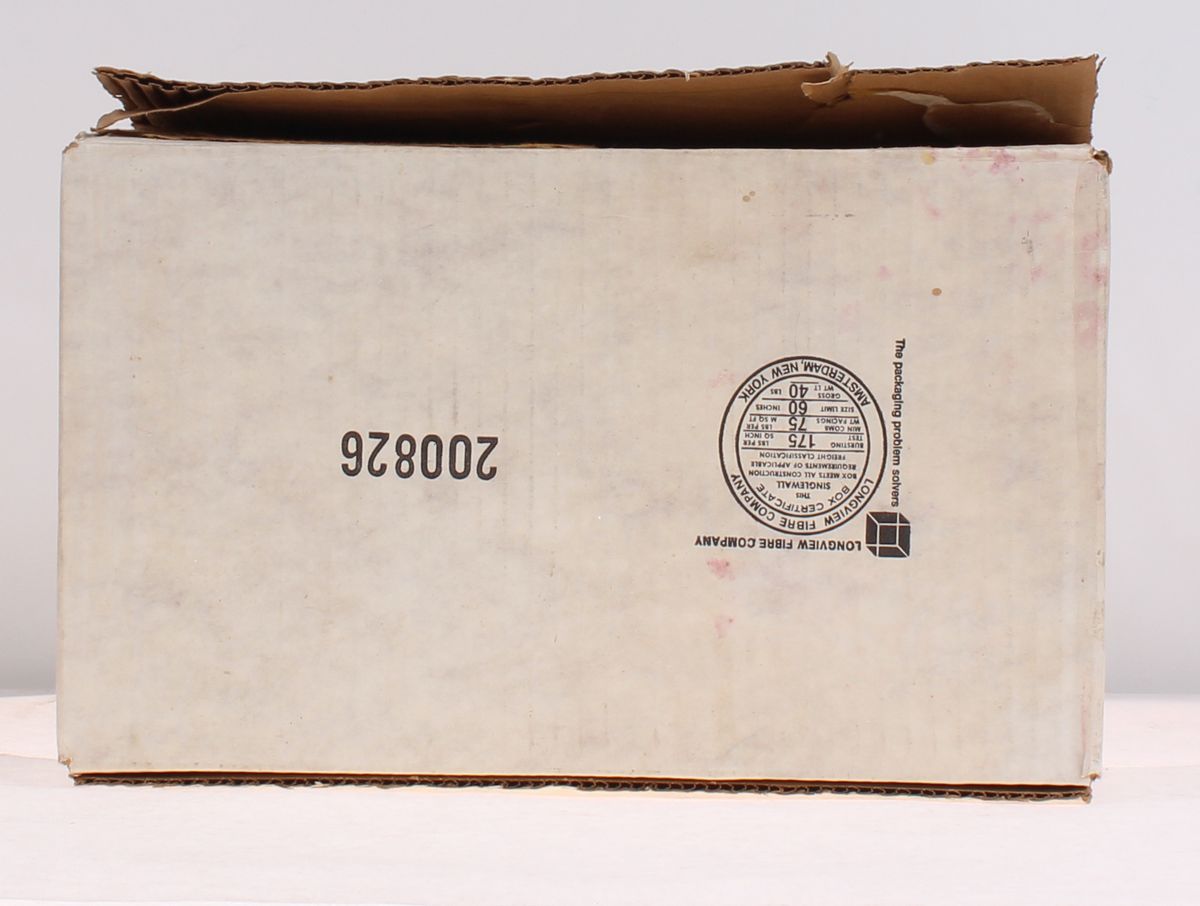 LONGVIEW FIBRE COMPANY
The packaging problem solvers
LONGVIEW FIBRE COMPANY
BOX CERTIFICATE
THIS
SINGLEWALL
BOX MEETS ALL CONSTRUCTION
REQUIREMENTS OF APPLICABLE
FREIGHT CLASSIFICATION
BURSTING TEST 175 LBS PER SQ INCH
MIN COMB WT FACINGS 75 LBS PER M SQ FT
SIZE LIMIT 60 INCHES
GROSS WT LT 40 LBS
AMSTERDAM, NEW YORK
200826